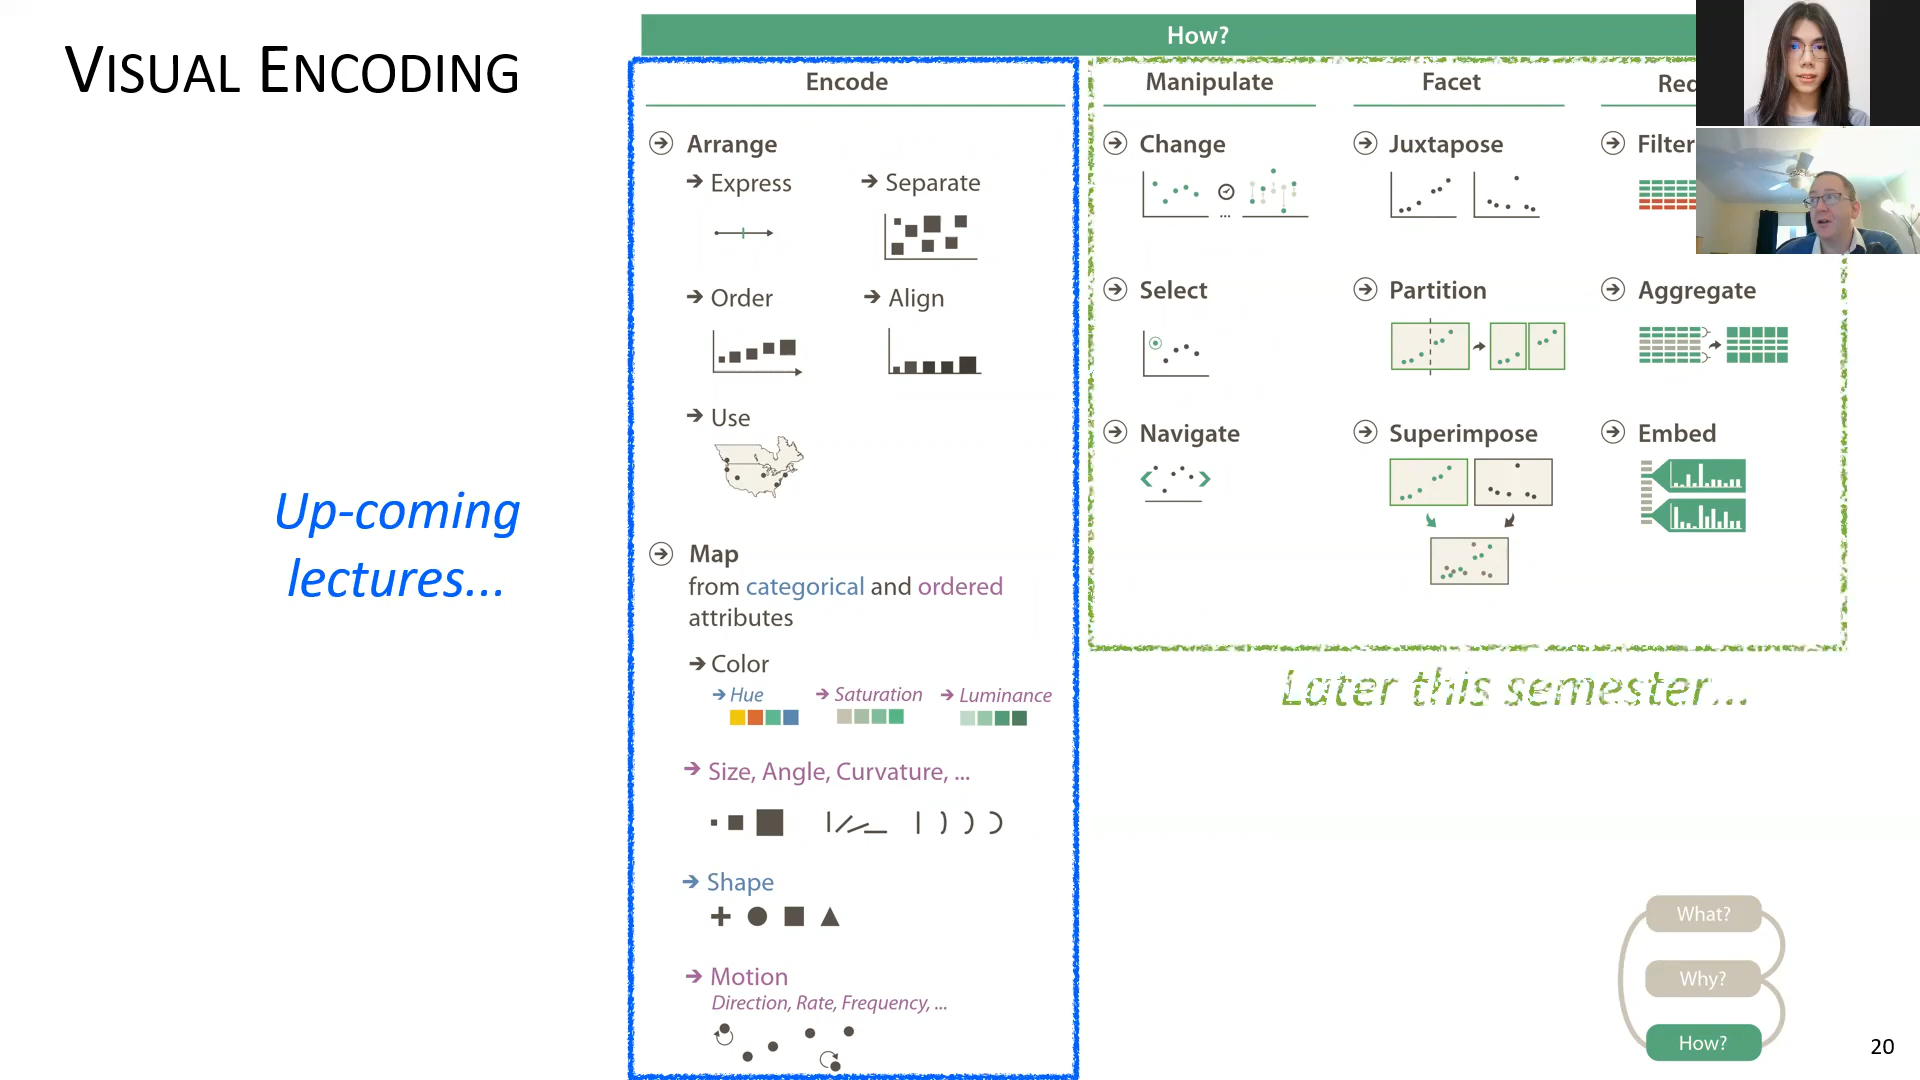 VISUAL ENCODING
Up-coming
lectures...
How?
Encode
Arrange
Express
Separate
Order
Align
Use
Map
from categorical and ordered
attributes
Color
Hue
Saturation
Luminance
Size, Angle, Curvature, ...
Shape
Motion
Direction, Rate, Frequency, ...
Manipulate
Facet
Red
Change
Juxtapose
Filter
...
Select
Partition
Aggregate
Navigate
Superimpose
Embed
Later this semester...
What?
Why?
How?
20